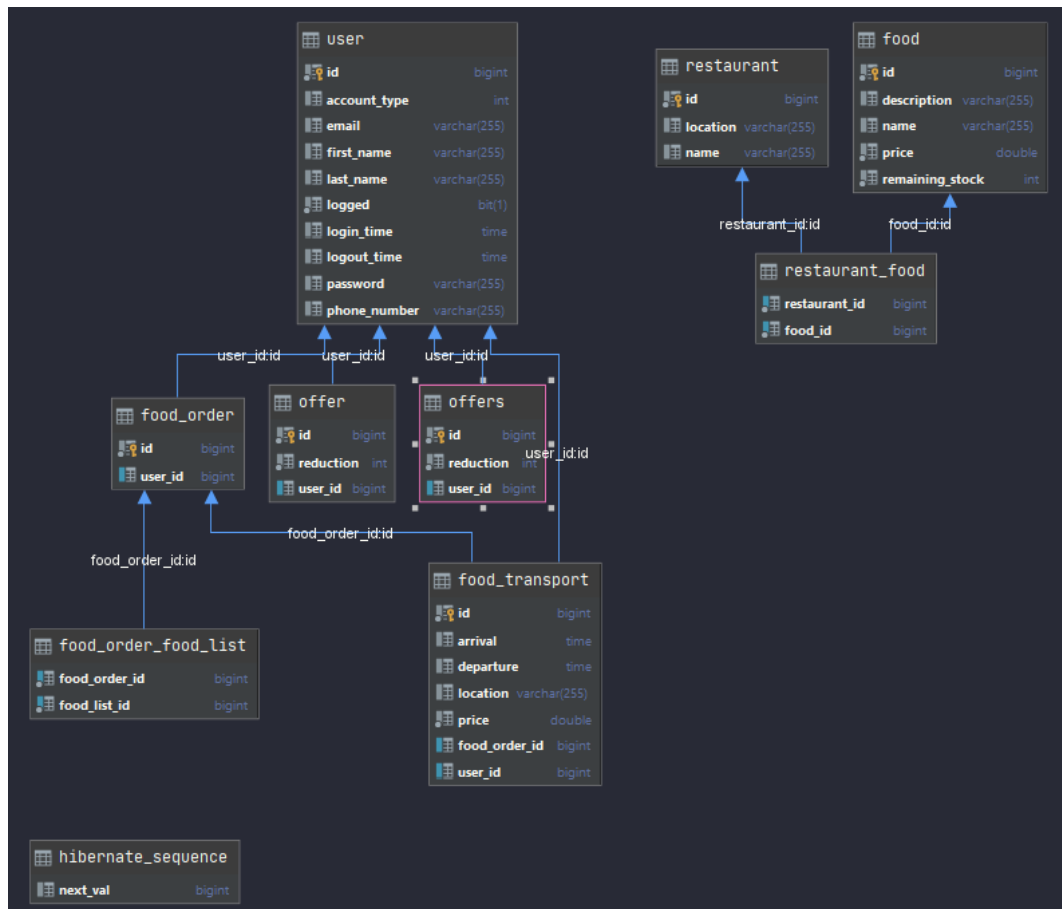 user
id bigint
account_type int
email varchar(255)
first_name varchar(255)
last_name varchar(255)
logged bit(1)
login_time time
logout_time time
password varchar(255)
phone_number varchar(255)
restaurant
id bigint
location varchar(255)
name varchar(255)
food
id bigint
description varchar(255)
name varchar(255)
price double
remaining_stock int
restaurant_id:id
food_id:id
restaurant_food
restaurant_id bigint
food_id bigint
user_id:id
user_id:id
user_id:id
food_order
id bigint
user_id bigint
offer
id bigint
reduction int
user_id bigint
offers
id bigint
reduction int
user_id bigint
user_id:id
food_order_id:id
food_order_id:id
food_transport
id bigint
arrival time
departure time
location varchar(255)
price double
food_order_id bigint
user_id bigint
food_order_food_list
food_order_id bigint
food_list_id bigint
hibernate_sequence
next_val bigint